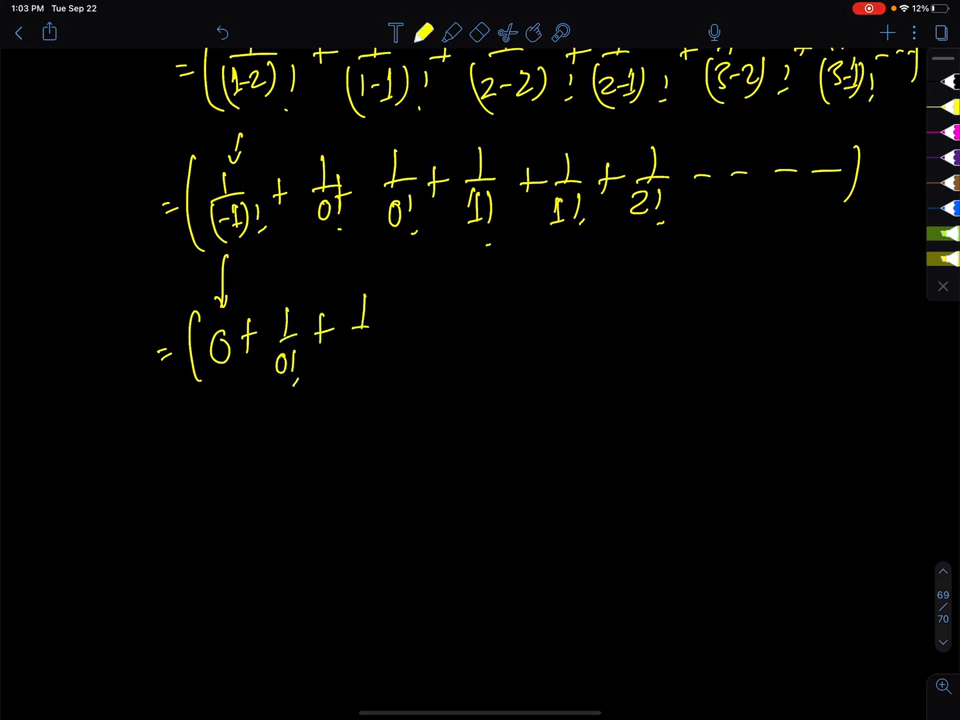 1:03 PM Tue Sep 22
12%
T
= ( 1/(1-2)! + 1/(1-1)! + 1/(2-2)! + 1/(2-1)! + 1/(3-2)! + 1/(3-1)! ---)
= ( 1/(-1)! + 1/0! + 1/0! + 1/1! + 1/1! + 1/2! - - - - )
= ( 0 + 1/0! + 1
69
/
70